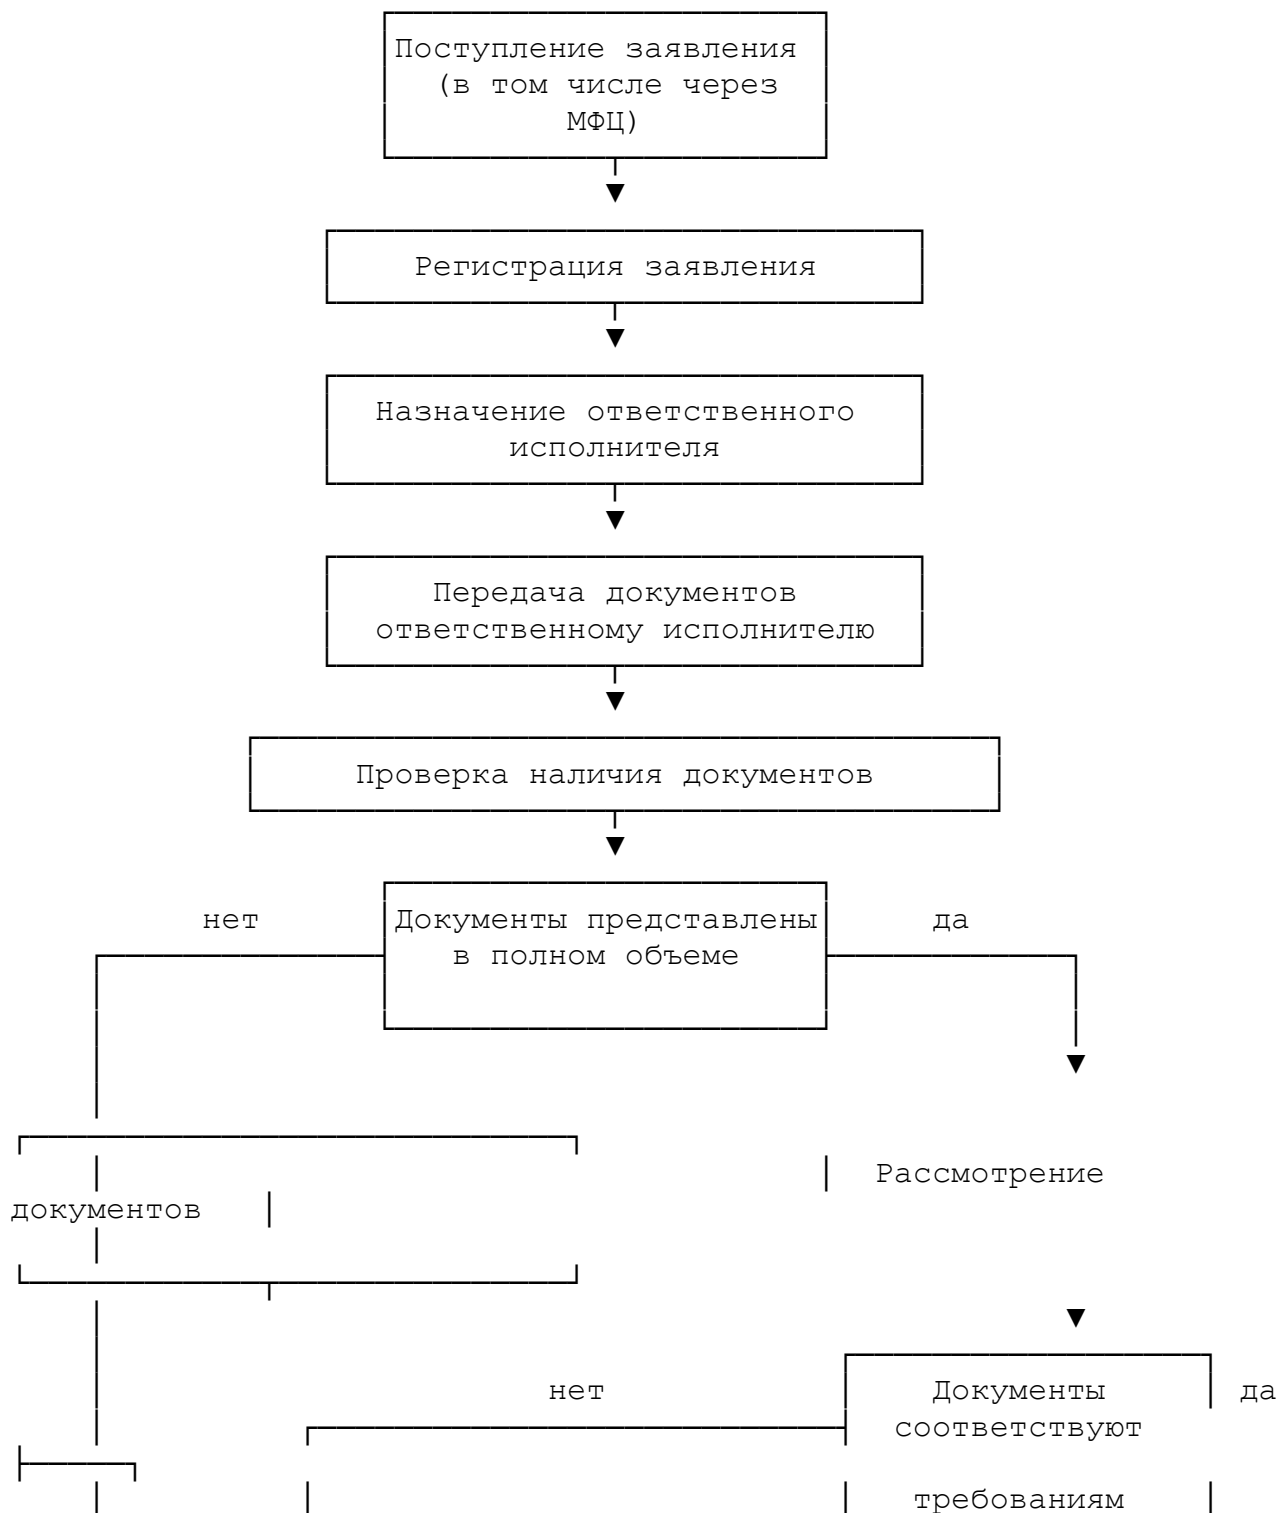 Поступление заявления
(в том числе через
МФЦ)
Регистрация заявления
Назначение ответственного
исполнителя
Передача документов
ответственному исполнителю
Проверка наличия документов
нет Документы представлены да
в полном объеме
Рассмотрение
документов
нет Документы да
соответствуют
требованиям